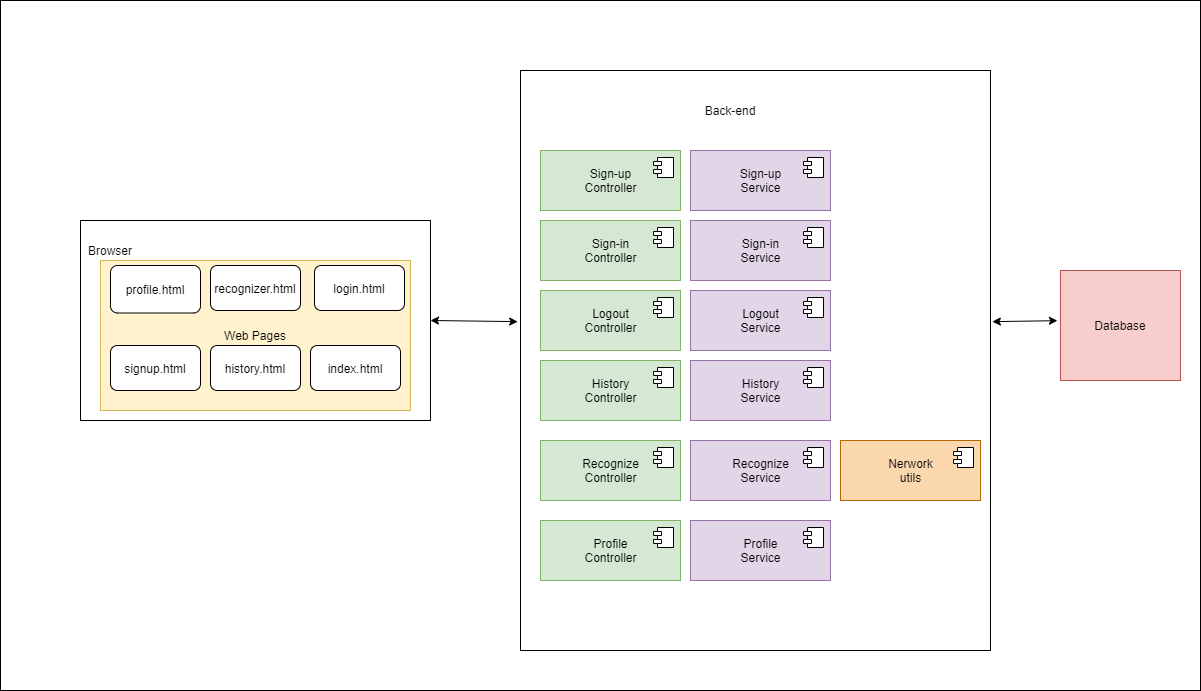 Back-end
Sign-up
Controller
Sign-up
Service
Sign-in
Controller
Sign-in
Service
Logout
Controller
Logout
Service
History
Controller
History
Service
Recognize
Controller
Recognize
Service
Nerwork
utils
Profile
Controller
Profile
Service
Browser
profile.html
recognizer.html
login.html
Web Pages
signup.html
history.html
index.html
Database